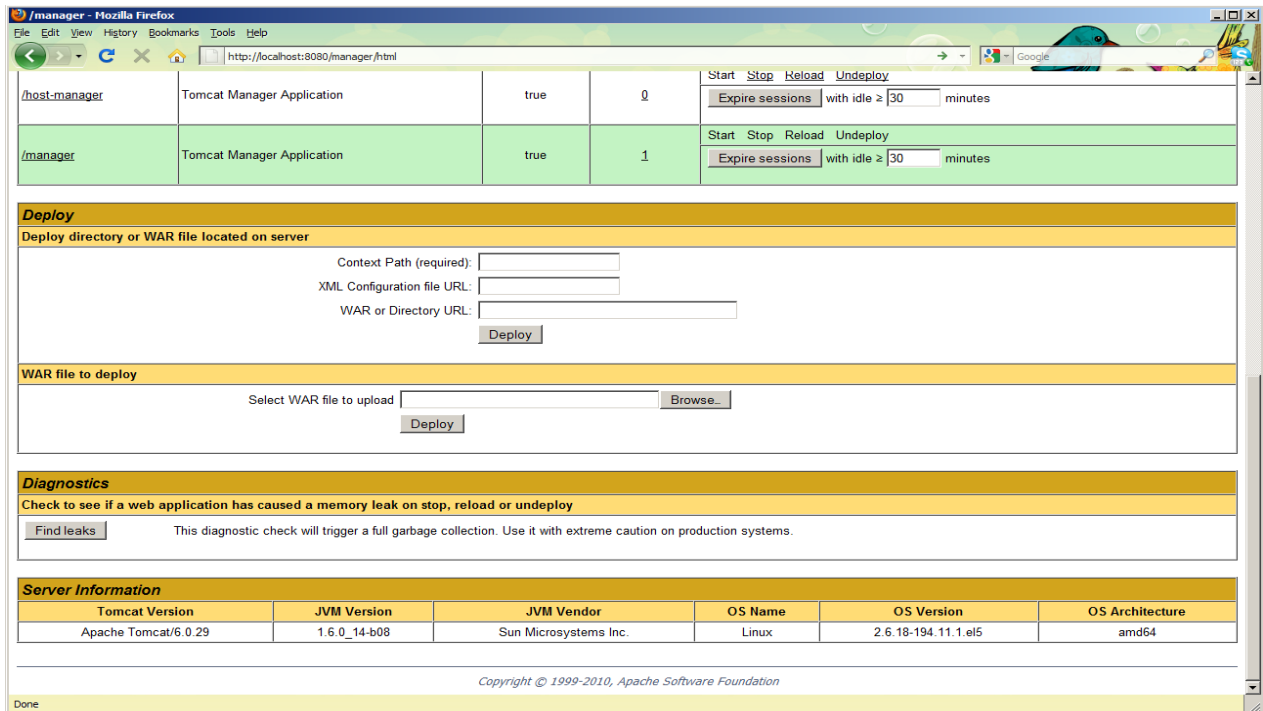 /manager - Mozilla Firefox
File Edit View History Bookmarks Tools Help
http://localhost:8080/manager/html
Google
Start Stop Reload Undeploy
/host-manager Tomcat Manager Application true 0
Expire sessions with idle ≥ 30 minutes
Start Stop Reload Undeploy
/manager Tomcat Manager Application true 1
Expire sessions with idle ≥ 30 minutes
Deploy
Deploy directory or WAR file located on server
Context Path (required):
XML Configuration file URL:
WAR or Directory URL:
Deploy
WAR file to deploy
Select WAR file to upload Browse…
Deploy
Diagnostics
Check to see if a web application has caused a memory leak on stop, reload or undeploy
Find leaks This diagnostic check will trigger a full garbage collection. Use it with extreme caution on production systems.
Server Information
Tomcat Version JVM Version JVM Vendor OS Name OS Version OS Architecture
Apache Tomcat/6.0.29 1.6.0_14-b08 Sun Microsystems Inc. Linux 2.6.18-194.11.1.el5 amd64
Copyright © 1999-2010, Apache Software Foundation
Done